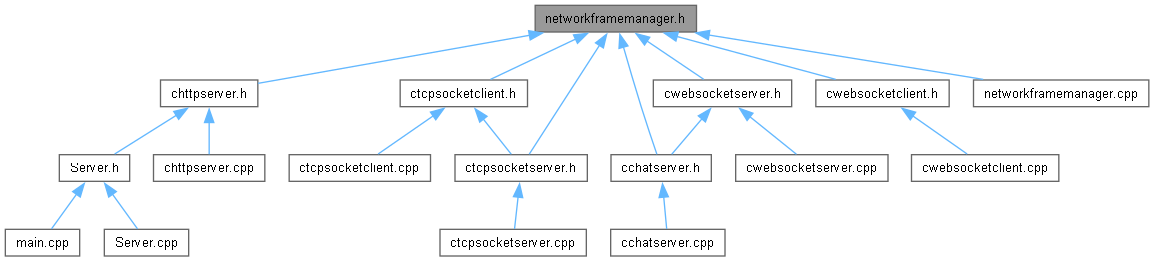 networkframemanager.h
chttpserver.h
ctcpsocketclient.h
cwebsocketserver.h
cwebsocketclient.h
networkframemanager.cpp
Server.h
chttpserver.cpp
ctcpsocketclient.cpp
ctcpsocketserver.h
cchatserver.h
cwebsocketserver.cpp
cwebsocketclient.cpp
main.cpp
Server.cpp
ctcpsocketserver.cpp
cchatserver.cpp